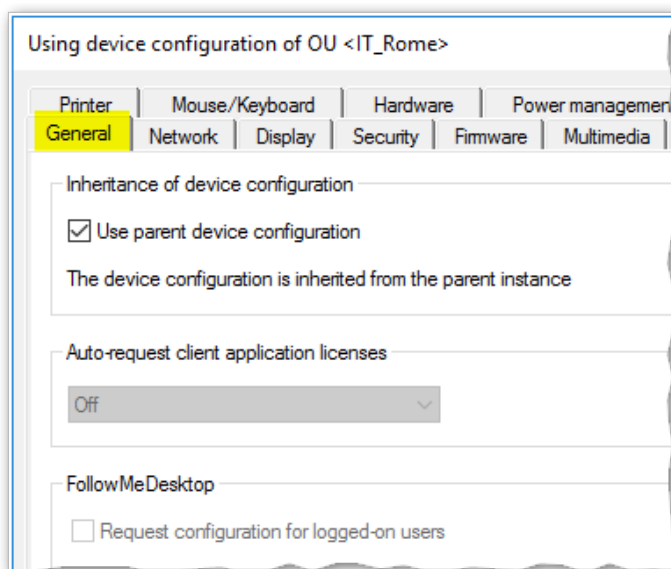 Using device configuration of OU <IT_Rome>
Printer Mouse/Keyboard Hardware Power managemen
General Network Display Security Firmware Multimedia
Inheritance of device configuration
Use parent device configuration
The device configuration is inherited from the parent instance
Auto-request client application licenses
Off
FollowMeDesktop
Request configuration for logged-on users